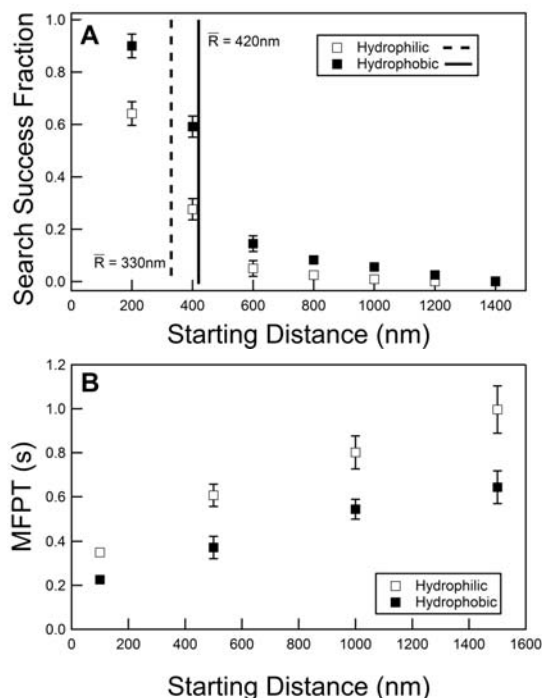 A
R̅ = 420nm
Hydrophilic
Hydrophobic
R̅ = 330nm
Search Success Fraction
1.0
0.8
0.6
0.4
0.2
0.0
200 400 600 800 1000 1200 1400
Starting Distance (nm)
B
MFPT (s)
1.2
1.0
0.8
0.6
0.4
0.2
0
Hydrophilic
Hydrophobic
0 200 400 600 800 1000 1200 1400 1600
Starting Distance (nm)